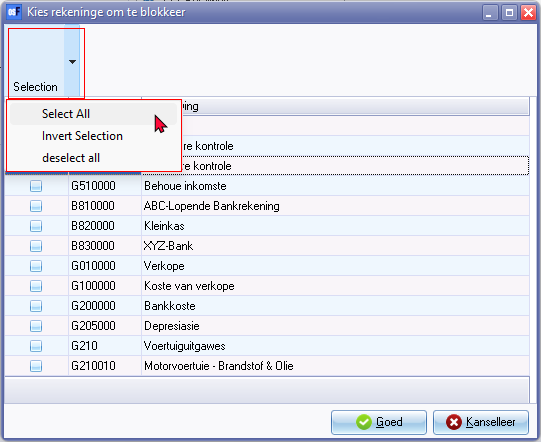 Kies rekeninge om te blokkeer
Selection
Select All
Invert Selection
deselect all
re kontrole
re kontrole
G510000 Behoue inkomste
B810000 ABC-Lopende Bankrekening
B820000 Kleinkas
B830000 XYZ-Bank
G010000 Verkope
G100000 Koste van verkope
G200000 Bankkoste
G205000 Depresiasie
G210 Voertuiguitgawes
G210010 Motorvoertuie - Brandstof & Olie
Goed Kanselleer